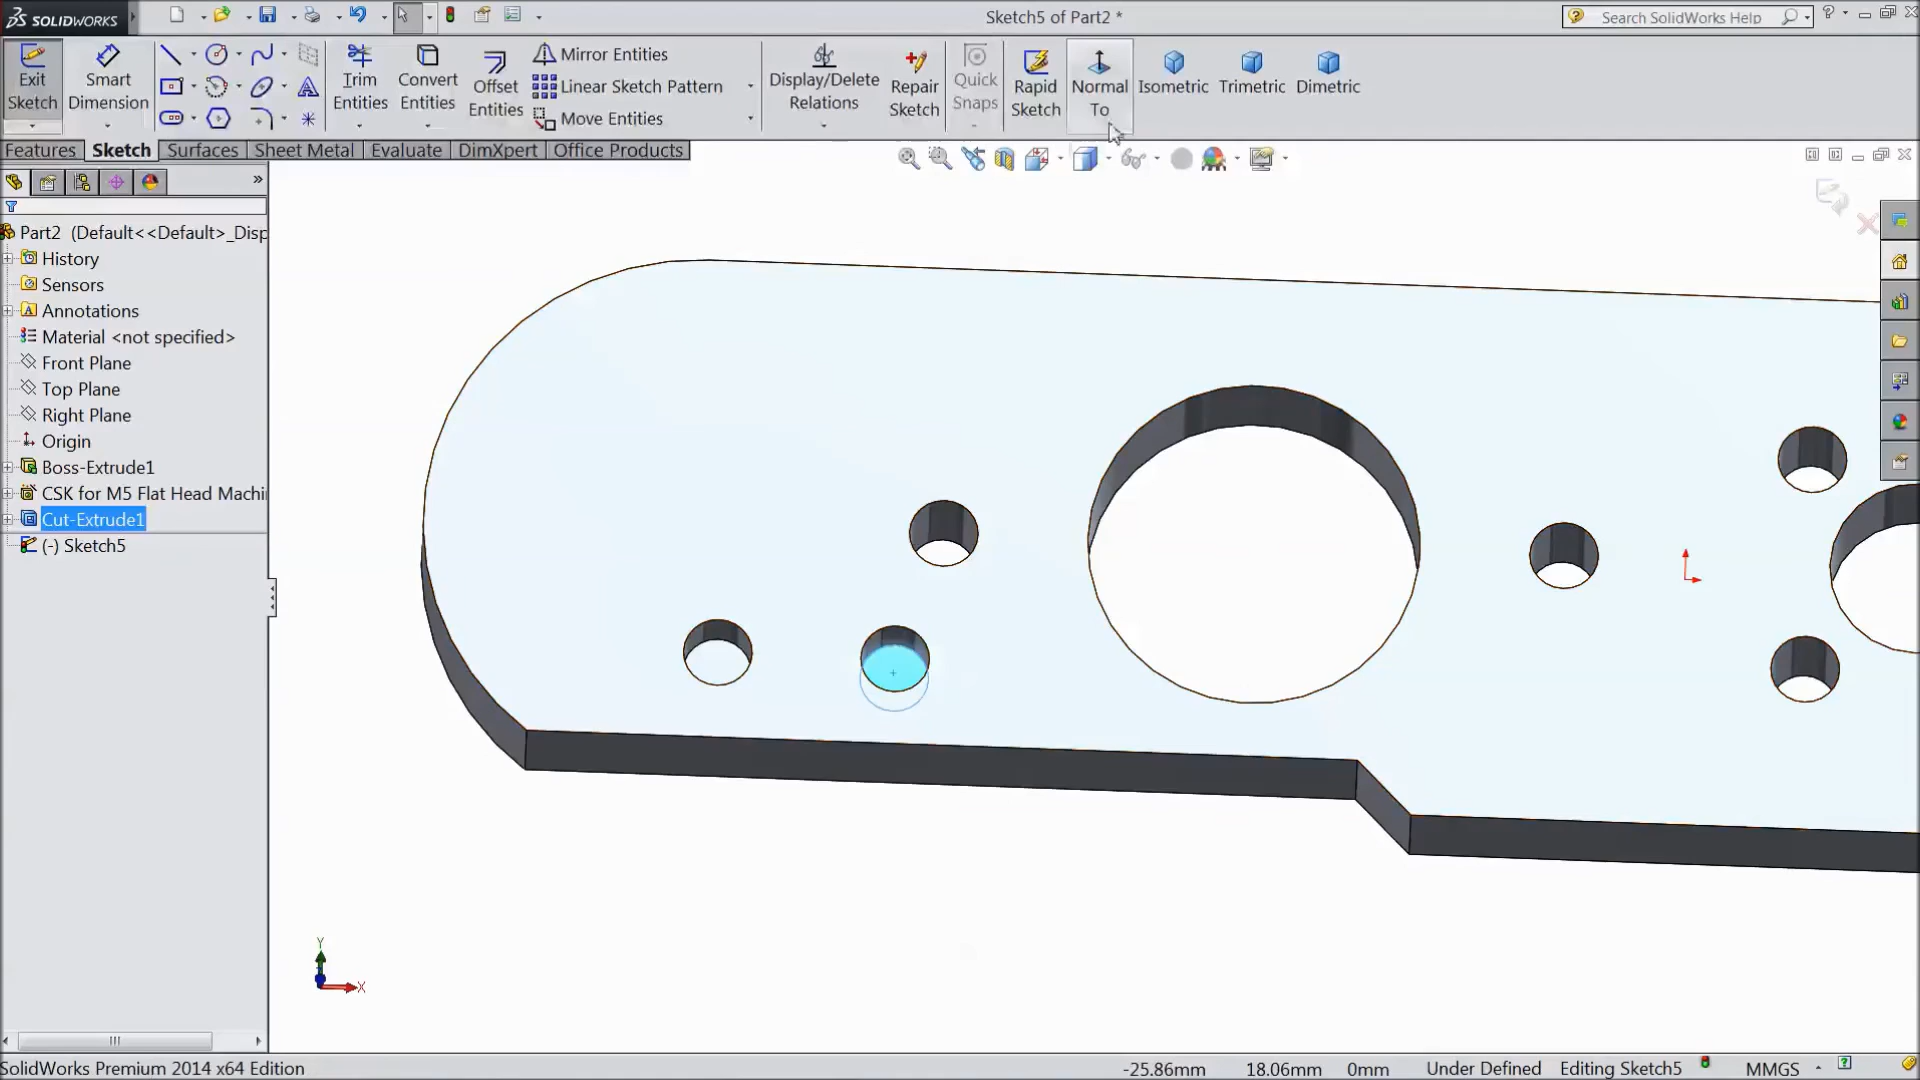 SOLIDWORKS
Sketch5 of Part2 *
Search SolidWorks Help
Exit Sketch
Smart Dimension
Trim Entities
Convert Entities
Offset Entities
Mirror Entities
Linear Sketch Pattern
Move Entities
Display/Delete Relations
Repair Sketch
Quick Snaps
Rapid Sketch
Normal To
Isometric
Trimetric
Dimetric
Features
Sketch
Surfaces
Sheet Metal
Evaluate
DimXpert
Office Products
Part2 (Default<<Default>_Disp
History
Sensors
Annotations
Material <not specified>
Front Plane
Top Plane
Right Plane
Origin
Boss-Extrude1
CSK for M5 Flat Head Machi
Cut-Extrude1
(-) Sketch5
Y
X
SolidWorks Premium 2014 x64 Edition
-25.86mm
18.06mm
0mm
Under Defined
Editing Sketch5
MMGS